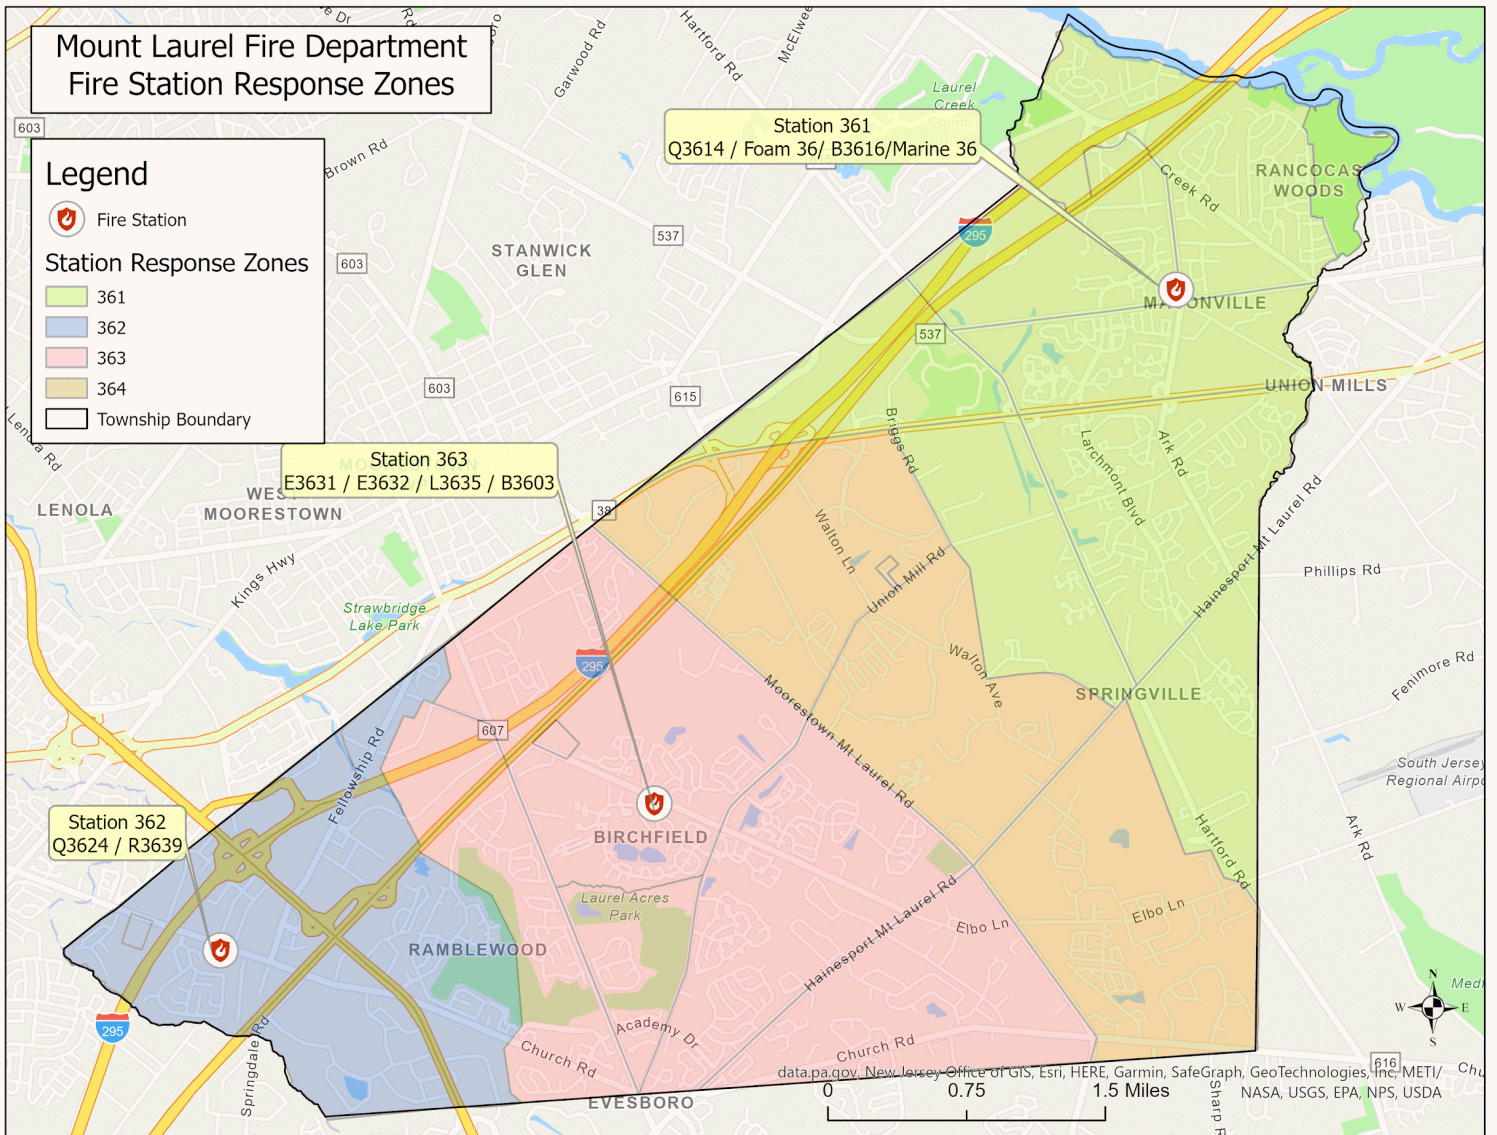 Mount Laurel Fire Department
Fire Station Response Zones
Legend
Fire Station
Station Response Zones
361
362
363
364
Township Boundary
Station 361
Q3614 / Foam 36/ B3616/Marine 36
Station 363
E3631 / E3632 / L3635 / B3603
Station 362
Q3624 / R3639
Garwood Rd
Hartford Rd
Laurel
Creek
603
Brown Rd
537
STANWICK
GLEN
603
603
615
Lenola Rd
LENOLA
WEST
MOORESTOWN
Kings Hwy
Strawbridge
Lake Park
38
295
Creek Rd
RANCOCAS
WOODS
537
UNION MILLS
Briggs Rd
Larchmont Blvd
Ark Rd
Hainesport Mt Laurel Rd
Phillips Rd
Walton Ln
Union Mill Rd
Walton Ave
SPRINGVILLE
Fenimore Rd
295
607
Moorestown Mt Laurel Rd
Fellowship Rd
BIRCHFIELD
South Jersey
Regional Airpo
Ark Rd
Hartford Rd
Laurel Acres
Park
RAMBLEWOOD
Hainesport Mt Laurel Rd
Elbo Ln
Elbo Ln
295
Springdale Rd
Church Rd
Academy Dr
Church Rd
EVESBORO
N
W
E
S
616
data.pa.gov, New Jersey Office of GIS, Esri, HERE, Garmin, SafeGraph, GeoTechnologies, Inc, METI/
NASA, USGS, EPA, NPS, USDA
0
0.75
1.5 Miles